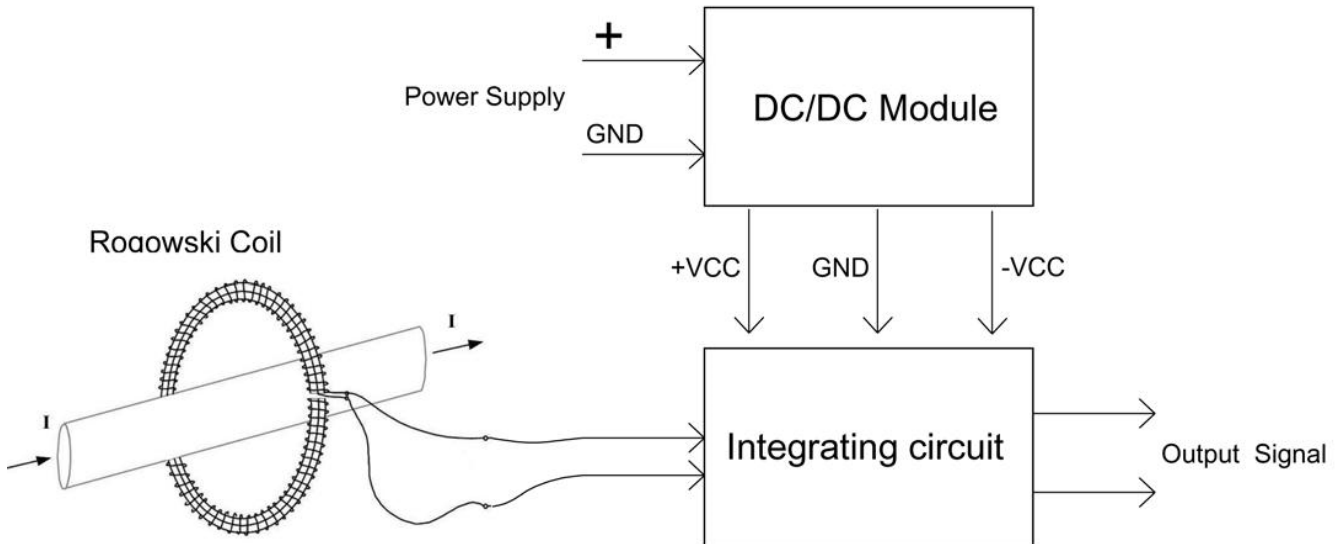 +
DC/DC Module
Power Supply
GND
Rogowski Coil
+VCC
GND
-VCC
I
I
Integrating circuit
Output Signal